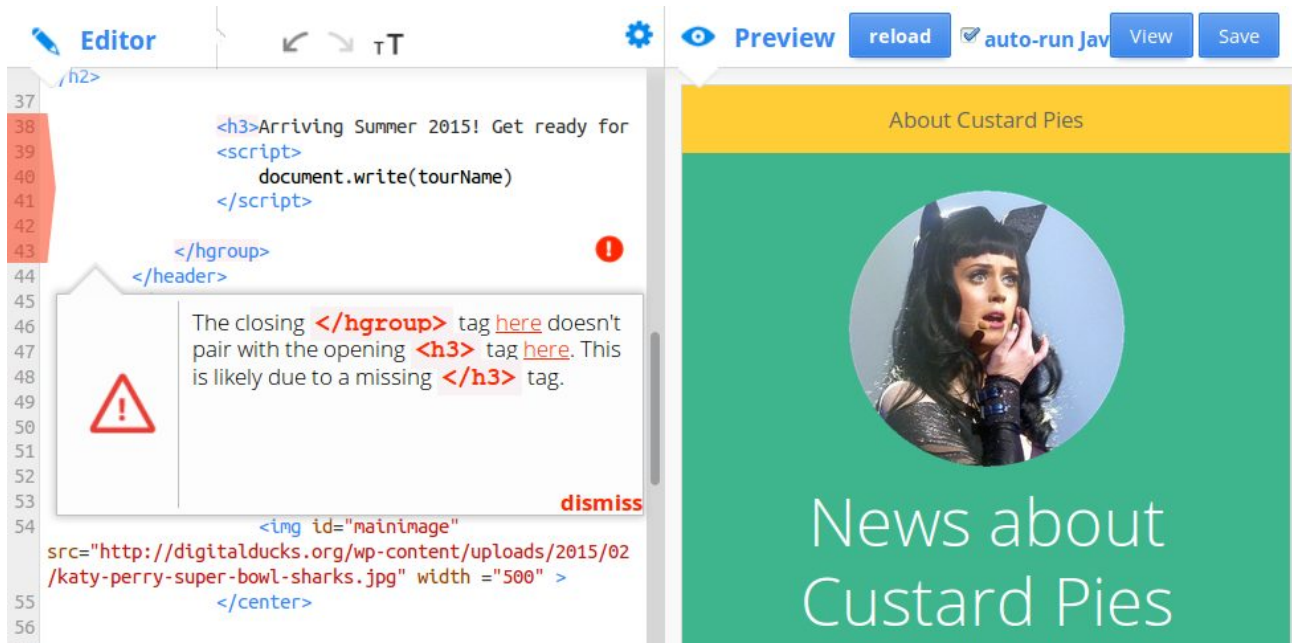 Editor
TT
Preview
reload
auto-run Jav
View
Save
/h2>
37
38 <h3>Arriving Summer 2015! Get ready for
39 <script>
40 document.write(tourName)
41 </script>
42
43 </hgroup>
44 </header>
45
46
47
48
49
50
51
52
53
The closing </hgroup> tag here doesn't
pair with the opening <h3> tag here. This
is likely due to a missing </h3> tag.
dismiss
54 <img id="mainimage"
src="http://digitalducks.org/wp-content/uploads/2015/02
/katy-perry-super-bowl-sharks.jpg" width ="500" >
55 </center>
56
About Custard Pies
News about
Custard Pies